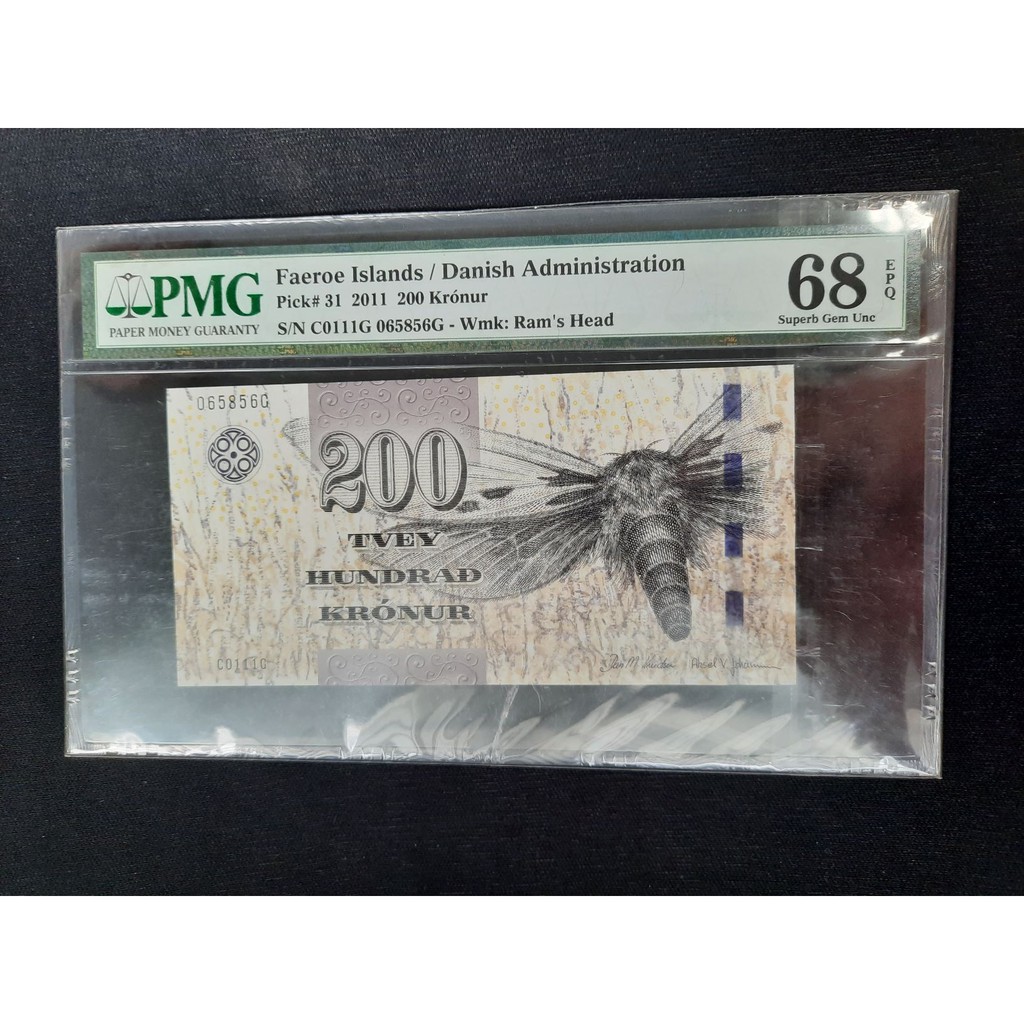 PMG
PAPER MONEY GUARANTY
Faeroe Islands / Danish Administration
Pick# 31 2011 200 Krónur
S/N C0111G 065856G - Wmk: Ram's Head
68
EPQ
Superb Gem Unc
065856G
200
TVEY
HUNDRAÐ
KRÓNUR
C0111G